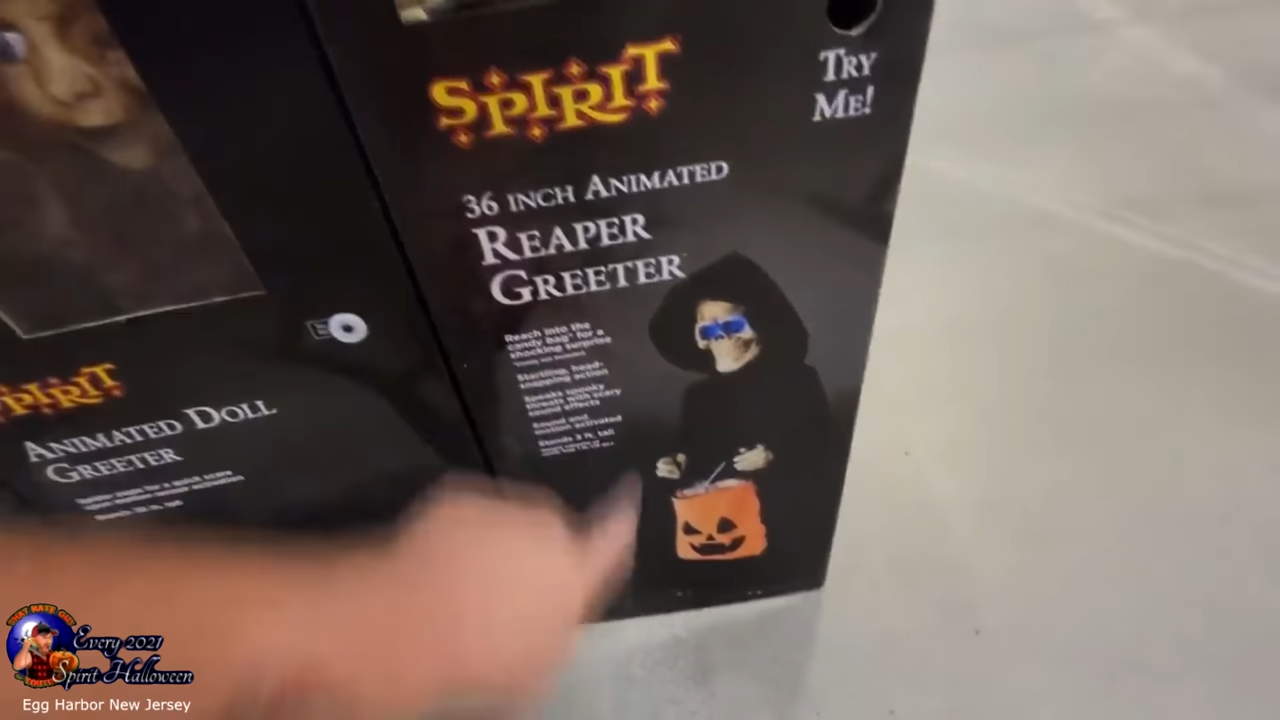 SPIRIT
TRY
ME!
36 INCH ANIMATED
REAPER
GREETER
Reach into the
candy bag* for a
shocking surprise
Startling, head-
snapping action
Speaks spooky
threats with scary
sound effects
Sound and
motion activated
Stands 3 ft. tall
SPIRIT
ANIMATED DOLL
GREETER
Every 2021
Spirit Halloween
Egg Harbor New Jersey